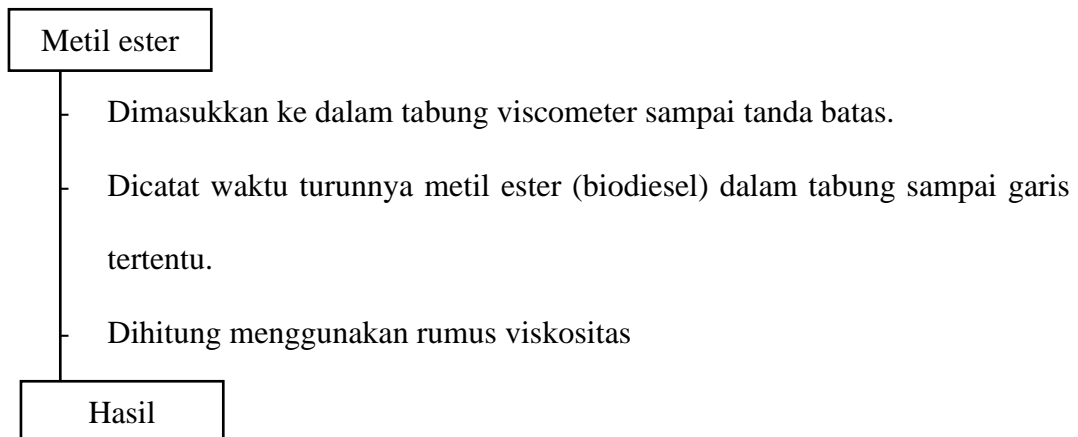 Metil ester
- Dimasukkan ke dalam tabung viscometer sampai tanda batas.
- Dicatat waktu turunnya metil ester (biodiesel) dalam tabung sampai garis
tertentu.
- Dihitung menggunakan rumus viskositas
Hasil